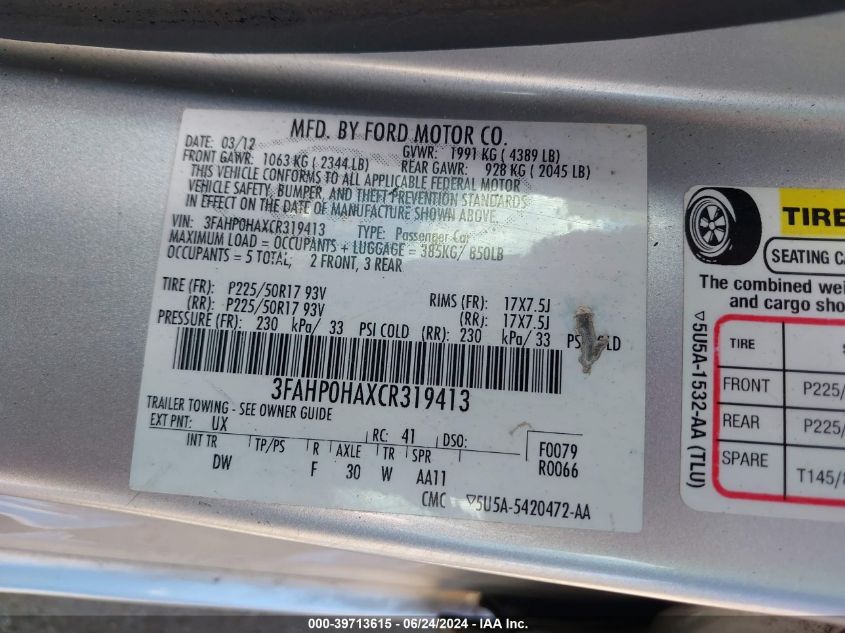 MFD. BY FORD MOTOR CO.
DATE: 03/12 GVWR: 1991 KG ( 4389 LB)
FRONT GAWR: 1063 KG ( 2344 LB) REAR GAWR: 928 KG ( 2045 LB)
THIS VEHICLE CONFORMS TO ALL APPLICABLE FEDERAL MOTOR
VEHICLE SAFETY, BUMPER, AND THEFT PREVENTION STANDARDS
IN EFFECT ON THE DATE OF MANUFACTURE SHOWN ABOVE.
VIN: 3FAHP0HAXCR319413 TYPE: Passenger Car
MAXIMUM LOAD = OCCUPANTS + LUGGAGE = 385KG/ 850LB
OCCUPANTS = 5 TOTAL, 2 FRONT, 3 REAR
TIRE (FR): P225/50R17 93V RIMS (FR): 17X7.5J
(RR): P225/50R17 93V (RR): 17X7.5J
PRESSURE (FR): 230 kPa/ 33 PSI COLD (RR): 230 kPa/ 33 PSI COLD
3FAHP0HAXCR319413
TRAILER TOWING - SEE OWNER GUIDE
EXT PNT: UX RC: 41 DSO: F0079
INT TR TP/PS R AXLE TR SPR R0066
DW F 30 W AA11
CMC ▽5U5A-5420472-AA
TIRE
SEATING CA
The combined wei
and cargo sho
TIRE
FRONT P225/
REAR P225/
SPARE T145/8
▽5U5A-1532-AA (TLU)
000-39713615 - 06/24/2024 - IAA Inc.